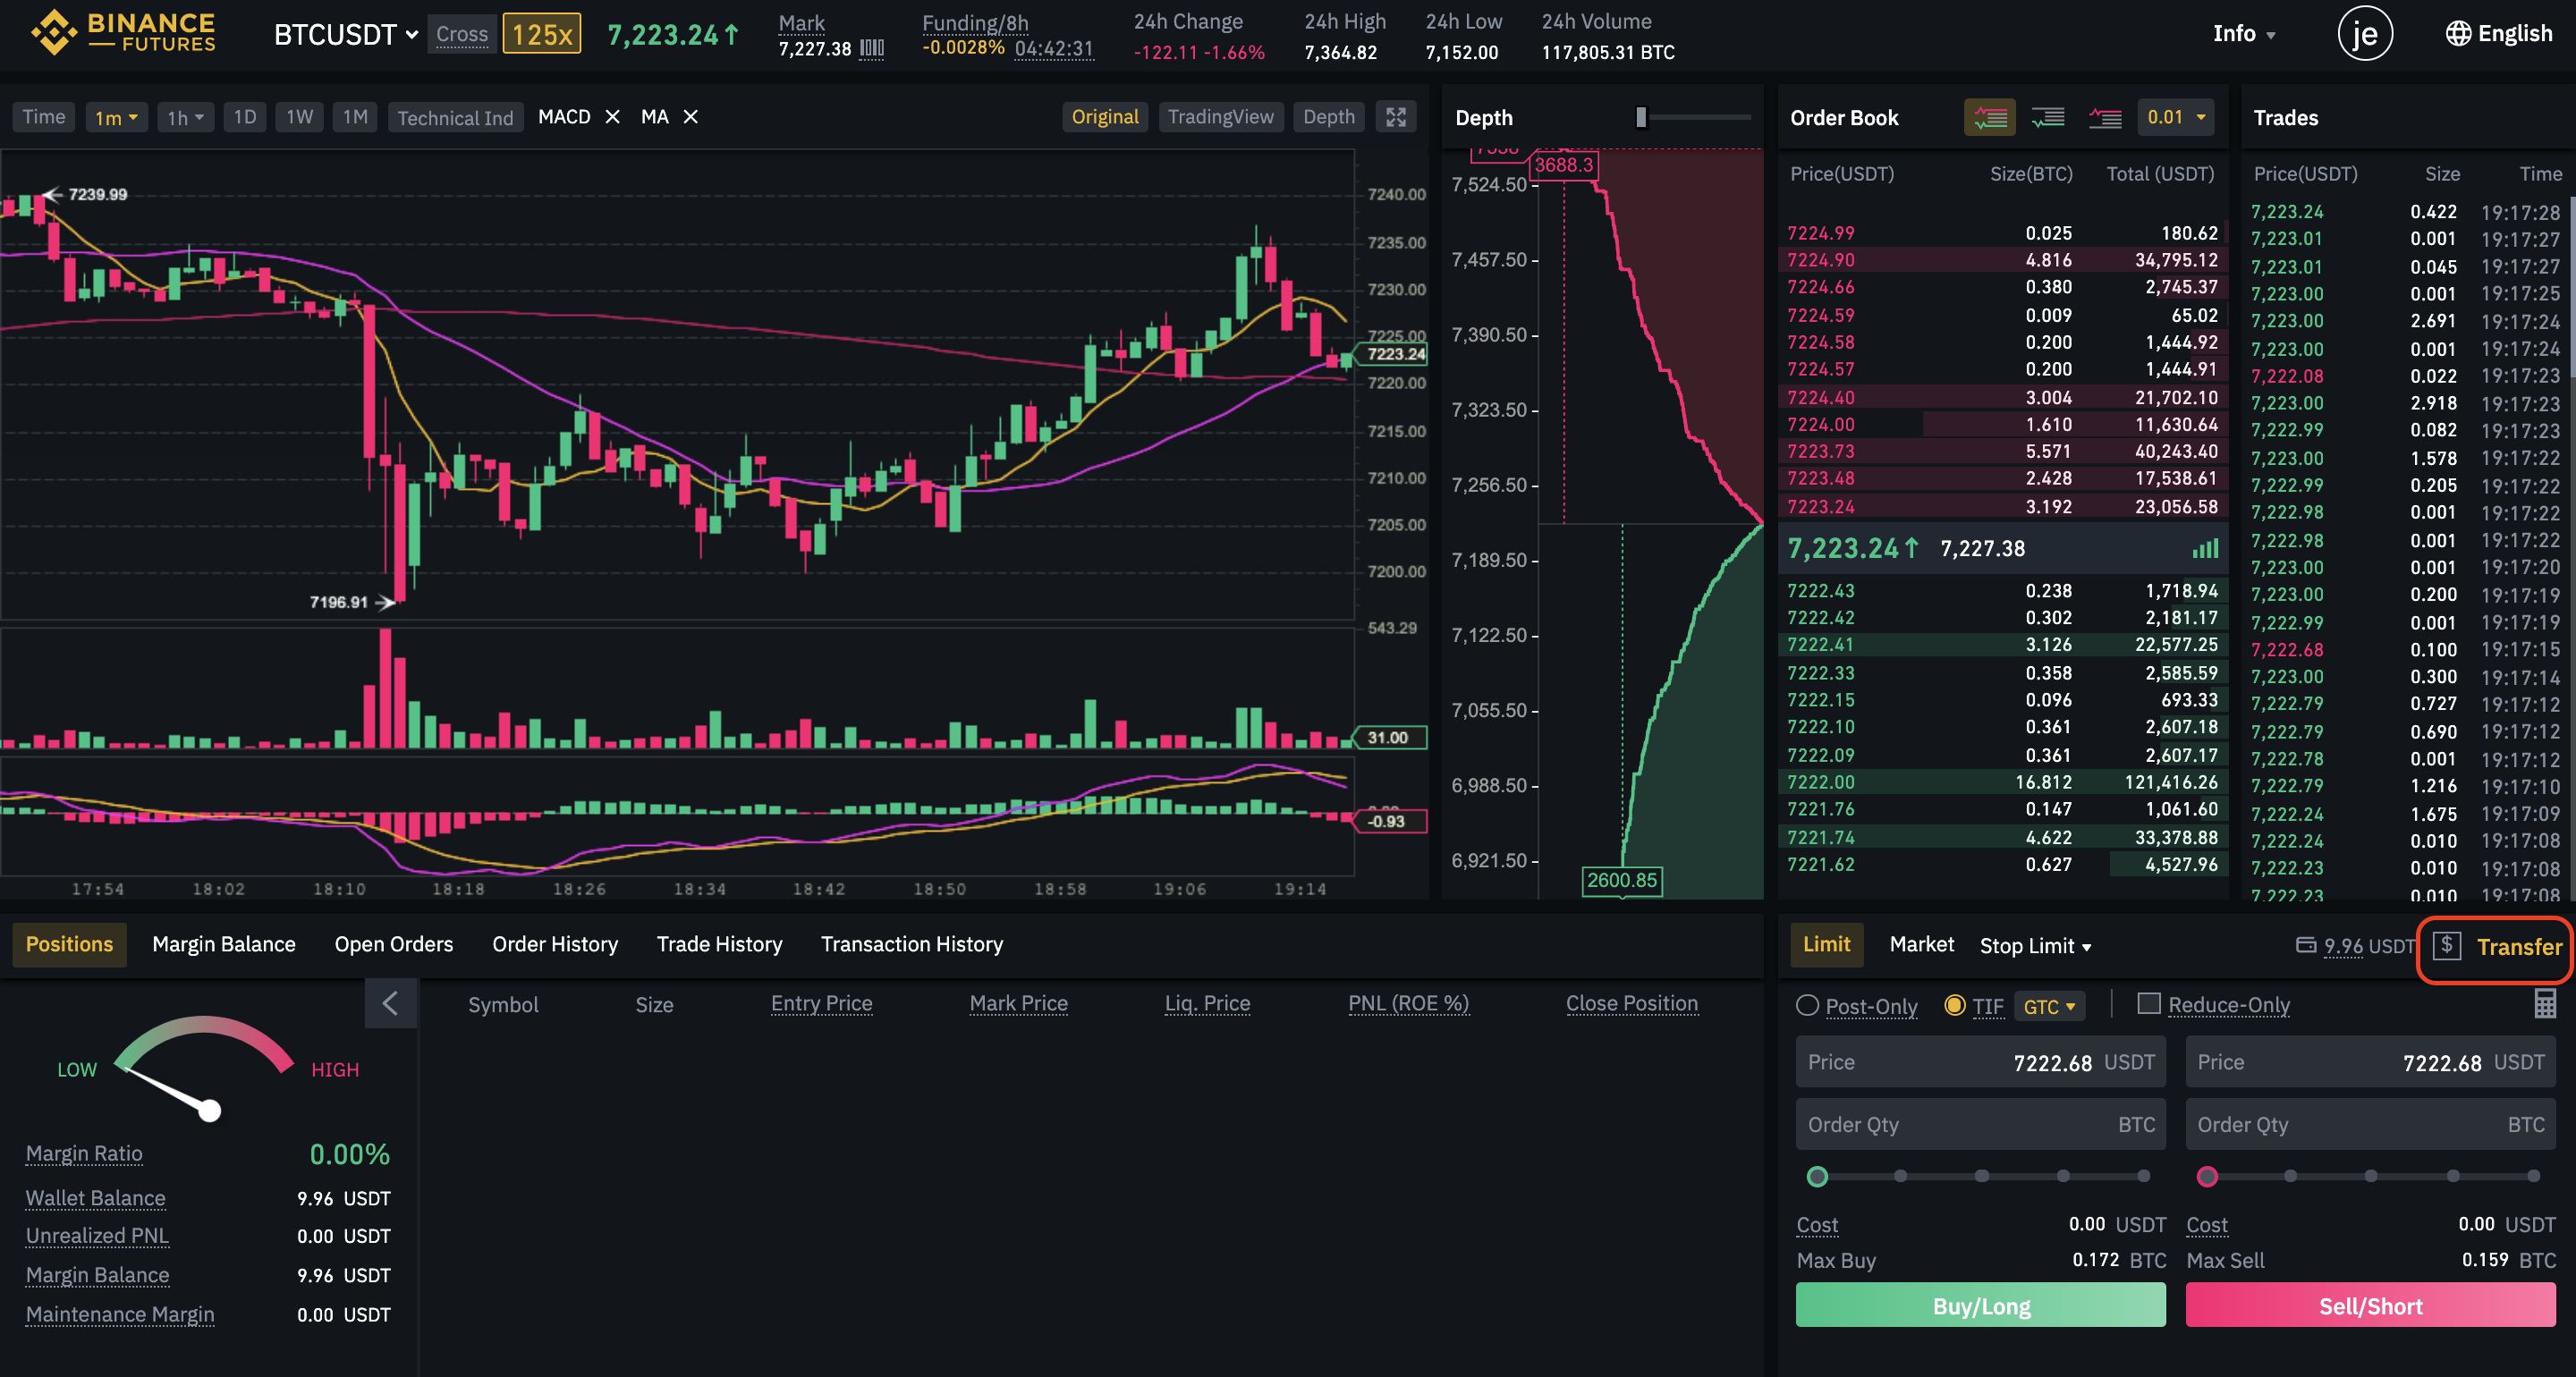 BINANCE
FUTURES
BTCUSDT
Cross
125x
7,223.24↑
Mark
7,227.38
Funding/8h
-0.0028% 04:42:31
24h Change
-122.11 -1.66%
24h High
7,364.82
24h Low
7,152.00
24h Volume
117,805.31 BTC
Info
je
English
Time 1m 1h 1D 1W 1M Technical Ind MACD × MA ×
Original TradingView Depth
7239.99
7196.91
7240.00
7235.00
7230.00
7225.00
7223.24
7220.00
7215.00
7210.00
7205.00
7200.00
543.29
31.00
-0.93
17:54 18:02 18:10 18:18 18:26 18:34 18:42 18:50 18:58 19:06 19:14
Depth
3688.3
7,524.50
7,457.50
7,390.50
7,323.50
7,256.50
7,189.50
7,122.50
7,055.50
6,988.50
6,921.50
2600.85
Order Book
0.01
Price(USDT) Size(BTC) Total (USDT)
7224.99 0.025 180.62
7224.90 4.816 34,795.12
7224.66 0.380 2,745.37
7224.59 0.009 65.02
7224.58 0.200 1,444.92
7224.57 0.200 1,444.91
7224.40 3.004 21,702.10
7224.00 1.610 11,630.64
7223.73 5.571 40,243.40
7223.48 2.428 17,538.61
7223.24 3.192 23,056.58
7,223.24↑ 7,227.38
7222.43 0.238 1,718.94
7222.42 0.302 2,181.17
7222.41 3.126 22,577.25
7222.33 0.358 2,585.59
7222.15 0.096 693.33
7222.10 0.361 2,607.18
7222.09 0.361 2,607.17
7222.00 16.812 121,416.26
7221.76 0.147 1,061.60
7221.74 4.622 33,378.88
7221.62 0.627 4,527.96
Trades
Price(USDT) Size Time
7,223.24 0.422 19:17:28
7,223.01 0.001 19:17:27
7,223.01 0.045 19:17:27
7,223.00 0.001 19:17:25
7,223.00 2.691 19:17:24
7,223.00 0.001 19:17:24
7,222.08 0.022 19:17:23
7,223.00 2.918 19:17:23
7,222.99 0.082 19:17:23
7,223.00 1.578 19:17:22
7,222.99 0.205 19:17:22
7,222.98 0.001 19:17:22
7,222.98 0.001 19:17:22
7,223.00 0.001 19:17:20
7,223.00 0.200 19:17:19
7,222.99 0.001 19:17:19
7,222.68 0.100 19:17:15
7,223.00 0.300 19:17:14
7,222.79 0.727 19:17:12
7,222.79 0.690 19:17:12
7,222.78 0.001 19:17:12
7,222.79 1.216 19:17:10
7,222.24 1.675 19:17:09
7,222.24 0.010 19:17:08
7,222.23 0.010 19:17:08
7,222.23 0.010 19:17:08
Positions Margin Balance Open Orders Order History Trade History Transaction History
LOW HIGH
Margin Ratio 0.00%
Wallet Balance 9.96 USDT
Unrealized PNL 0.00 USDT
Margin Balance 9.96 USDT
Maintenance Margin 0.00 USDT
Symbol Size Entry Price Mark Price Liq. Price PNL (ROE %) Close Position
Limit Market Stop Limit 9.96 USDT $ Transfer
Post-Only TIF GTC Reduce-Only
Price 7222.68 USDT Price 7222.68 USDT
Order Qty BTC Order Qty BTC
Cost 0.00 USDT Cost 0.00 USDT
Max Buy 0.172 BTC Max Sell 0.159 BTC
Buy/Long Sell/Short